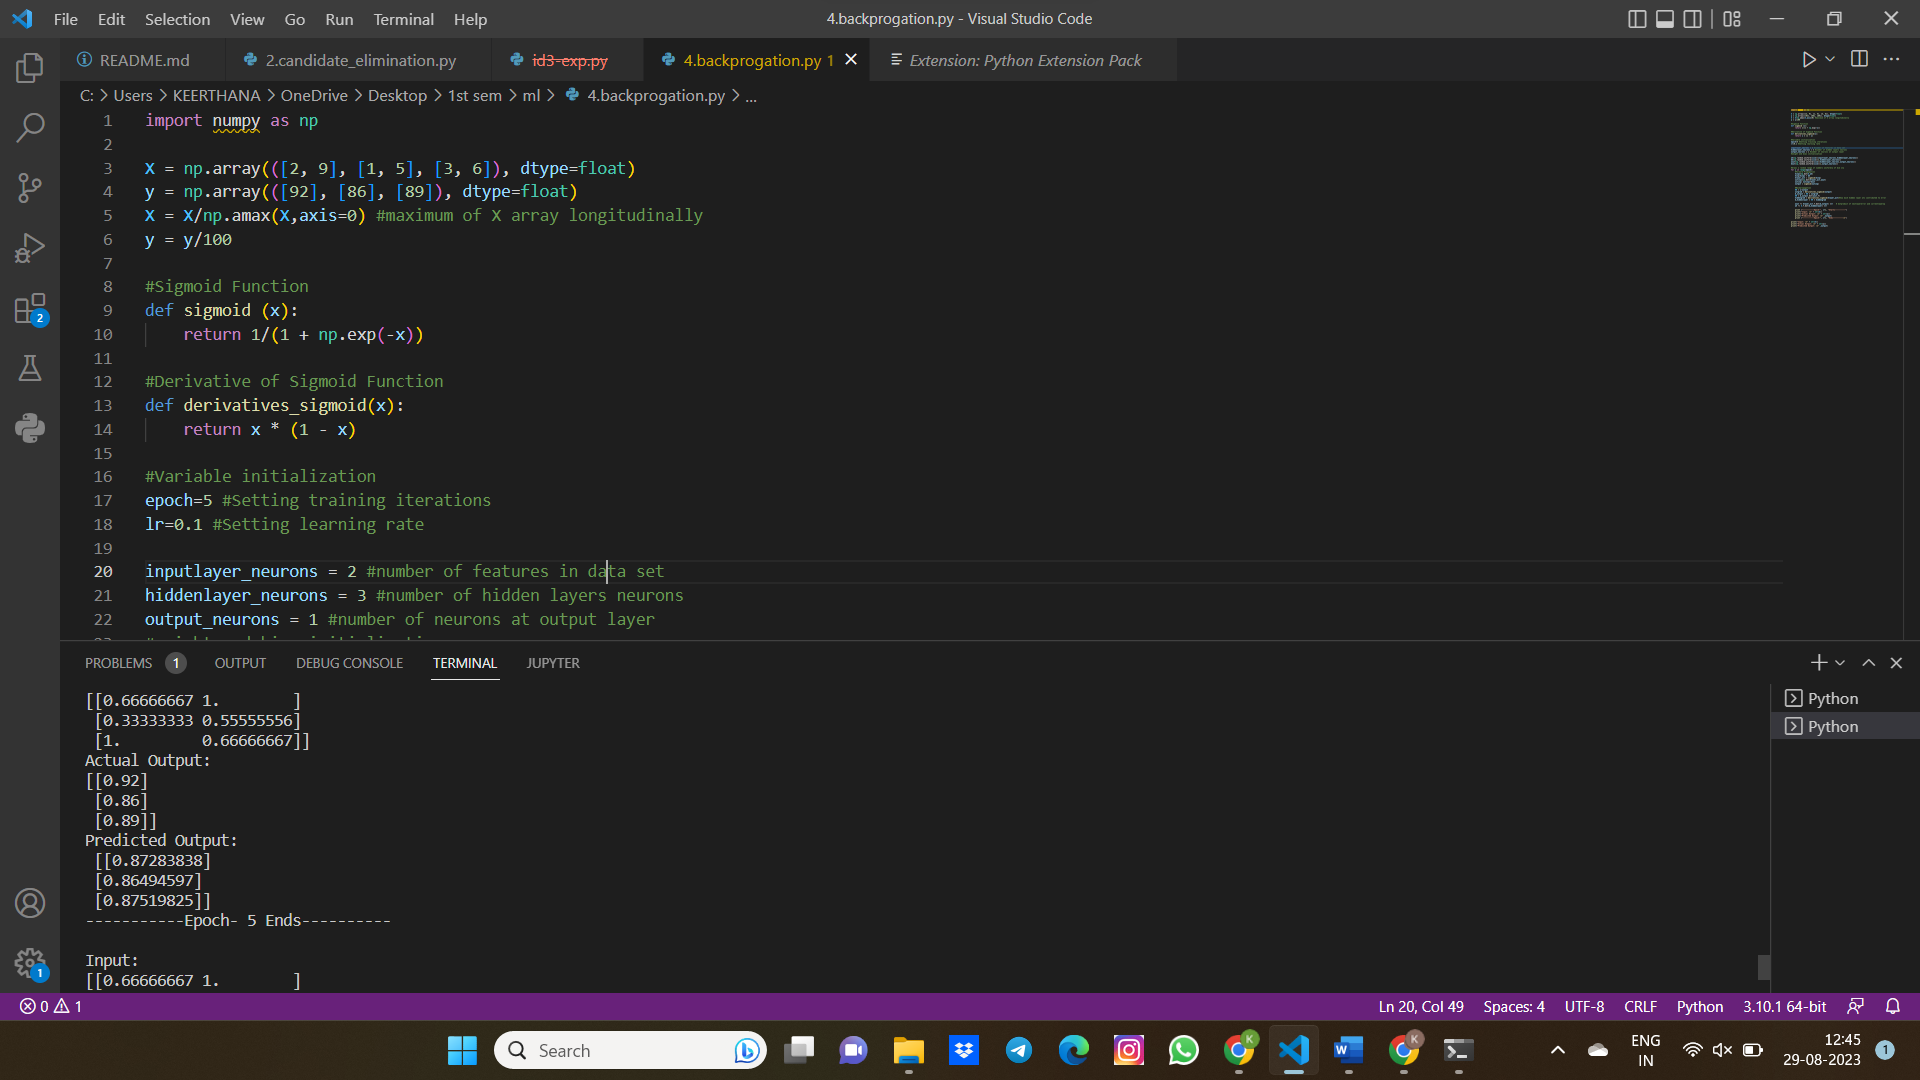 File Edit Selection View Go Run Terminal Help
4.backprogation.py - Visual Studio Code
README.md
2.candidate_elimination.py
id3-exp.py
4.backprogation.py 1
Extension: Python Extension Pack
C: > Users > KEERTHANA > OneDrive > Desktop > 1st sem > ml > 4.backprogation.py > ...
1 import numpy as np
2
3 X = np.array(([2, 9], [1, 5], [3, 6]), dtype=float)
4 y = np.array(([92], [86], [89]), dtype=float)
5 X = X/np.amax(X,axis=0) #maximum of X array longitudinally
6 y = y/100
7
8 #Sigmoid Function
9 def sigmoid (x):
10 return 1/(1 + np.exp(-x))
11
12 #Derivative of Sigmoid Function
13 def derivatives_sigmoid(x):
14 return x * (1 - x)
15
16 #Variable initialization
17 epoch=5 #Setting training iterations
18 lr=0.1 #Setting learning rate
19
20 inputlayer_neurons = 2 #number of features in data set
21 hiddenlayer_neurons = 3 #number of hidden layers neurons
22 output_neurons = 1 #number of neurons at output layer
PROBLEMS 1 OUTPUT DEBUG CONSOLE TERMINAL JUPYTER
[[0.66666667 1. ]
[0.33333333 0.55555556]
[1. 0.66666667]]
Actual Output:
[[0.92]
[0.86]
[0.89]]
Predicted Output:
[[0.87283838]
[0.86494597]
[0.87519825]]
-----------Epoch- 5 Ends----------
Input:
[[0.66666667 1. ]
Python
Python
2
1
0 1
Ln 20, Col 49 Spaces: 4 UTF-8 CRLF Python 3.10.1 64-bit
Search
ENG
IN
12:45
29-08-2023
1